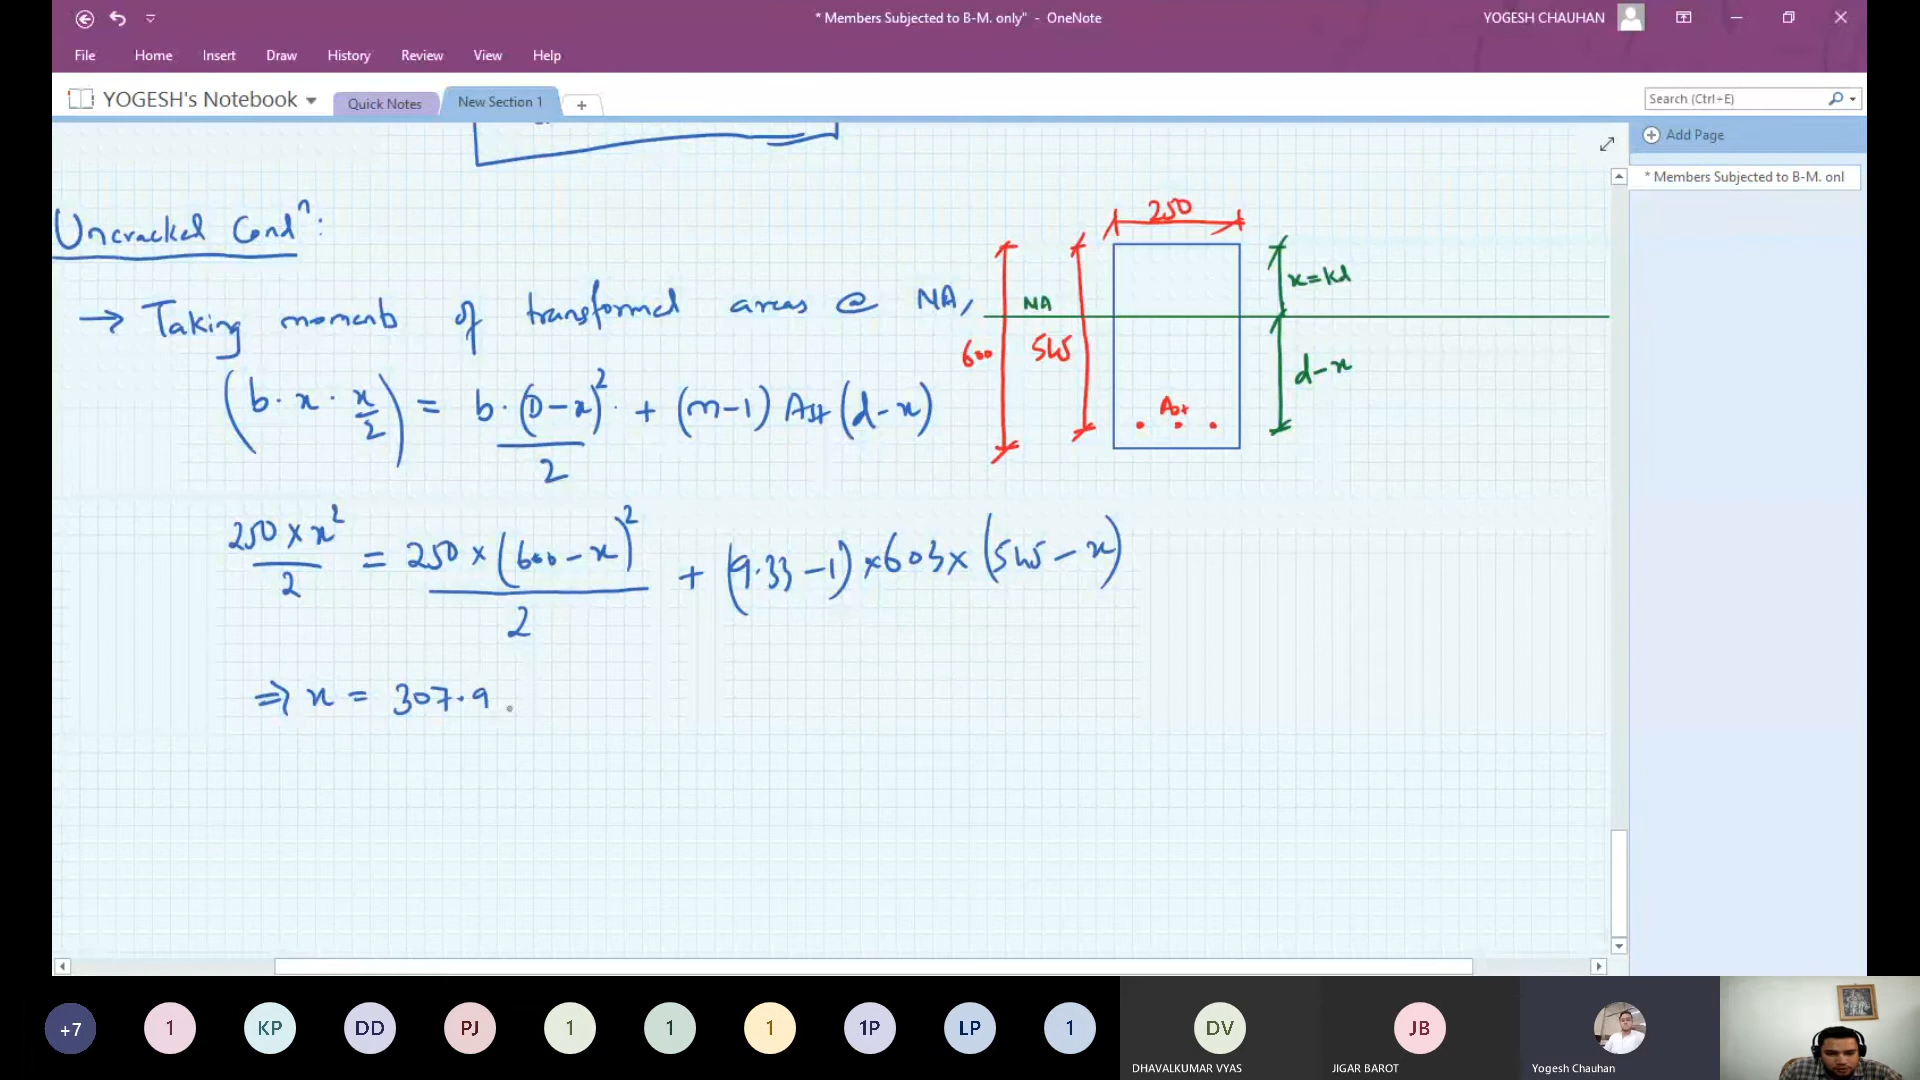 * Members Subjected to B-M. only" - OneNote
YOGESH CHAUHAN
File Home Insert Draw History Review View Help
YOGESH's Notebook
Quick Notes
New Section 1
+
Search (Ctrl+E)
Add Page
* Members Subjected to B-M. onl
Uncracked Condⁿ:
→ Taking moments of transformed areas @ NA,
(b · x · x/2) = b · (D-x)²/2 + (m-1) Ast (d-x)
250 × x²/2 = 250 × (600 - x)²/2 + (9.33 - 1) × 603 × (545 - x)
⇒ x = 307.9
250
NA
600
545
Ast
x=kd
d-x
+7
1
KP
DD
PJ
1
1
1
1P
LP
1
DV
JB
DHAVALKUMAR VYAS
JIGAR BAROT
Yogesh Chauhan